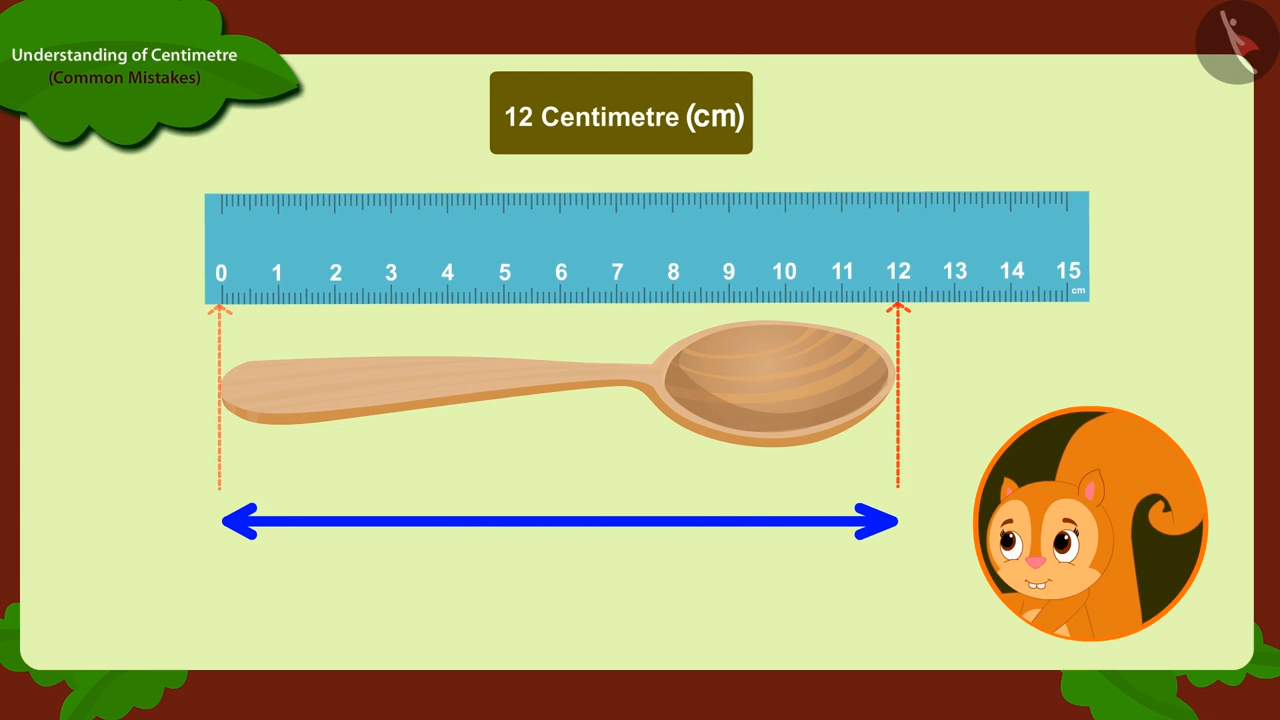 Understanding of Centimetre
(Common Mistakes)
12 Centimetre (cm)
0 1 2 3 4 5 6 7 8 9 10 11 12 13 14 15
cm